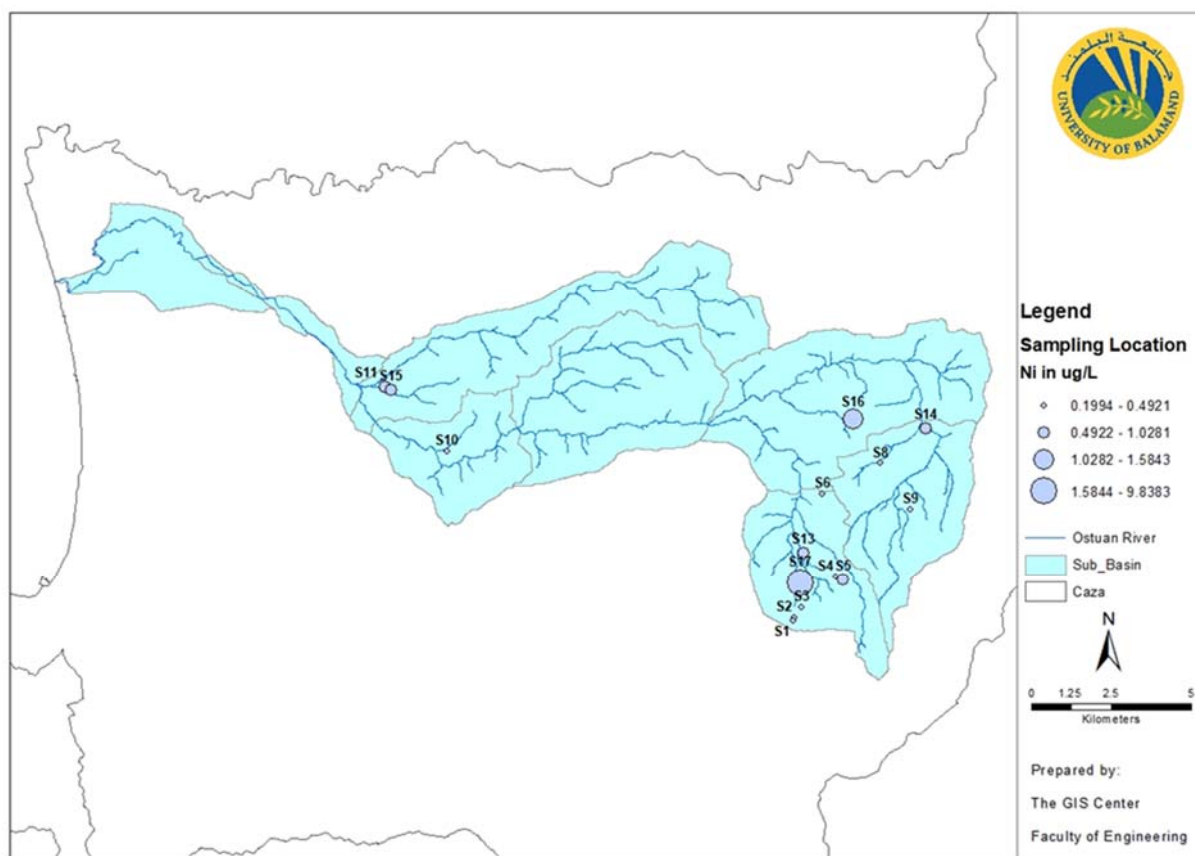 جامعة البلمند
UNIVERSITY OF BALAMAND
S11
S15
S10
S16
S14
S8
S6
S9
S13
S17
S4
S5
S3
S2
S1
Legend
Sampling Location
Ni in ug/L
0.1994 - 0.4921
0.4922 - 1.0281
1.0282 - 1.5843
1.5844 - 9.8383
Ostuan River
Sub_Basin
Caza
N
0 1.25 2.5 5
Kilometers
Prepared by:
The GIS Center
Faculty of Engineering